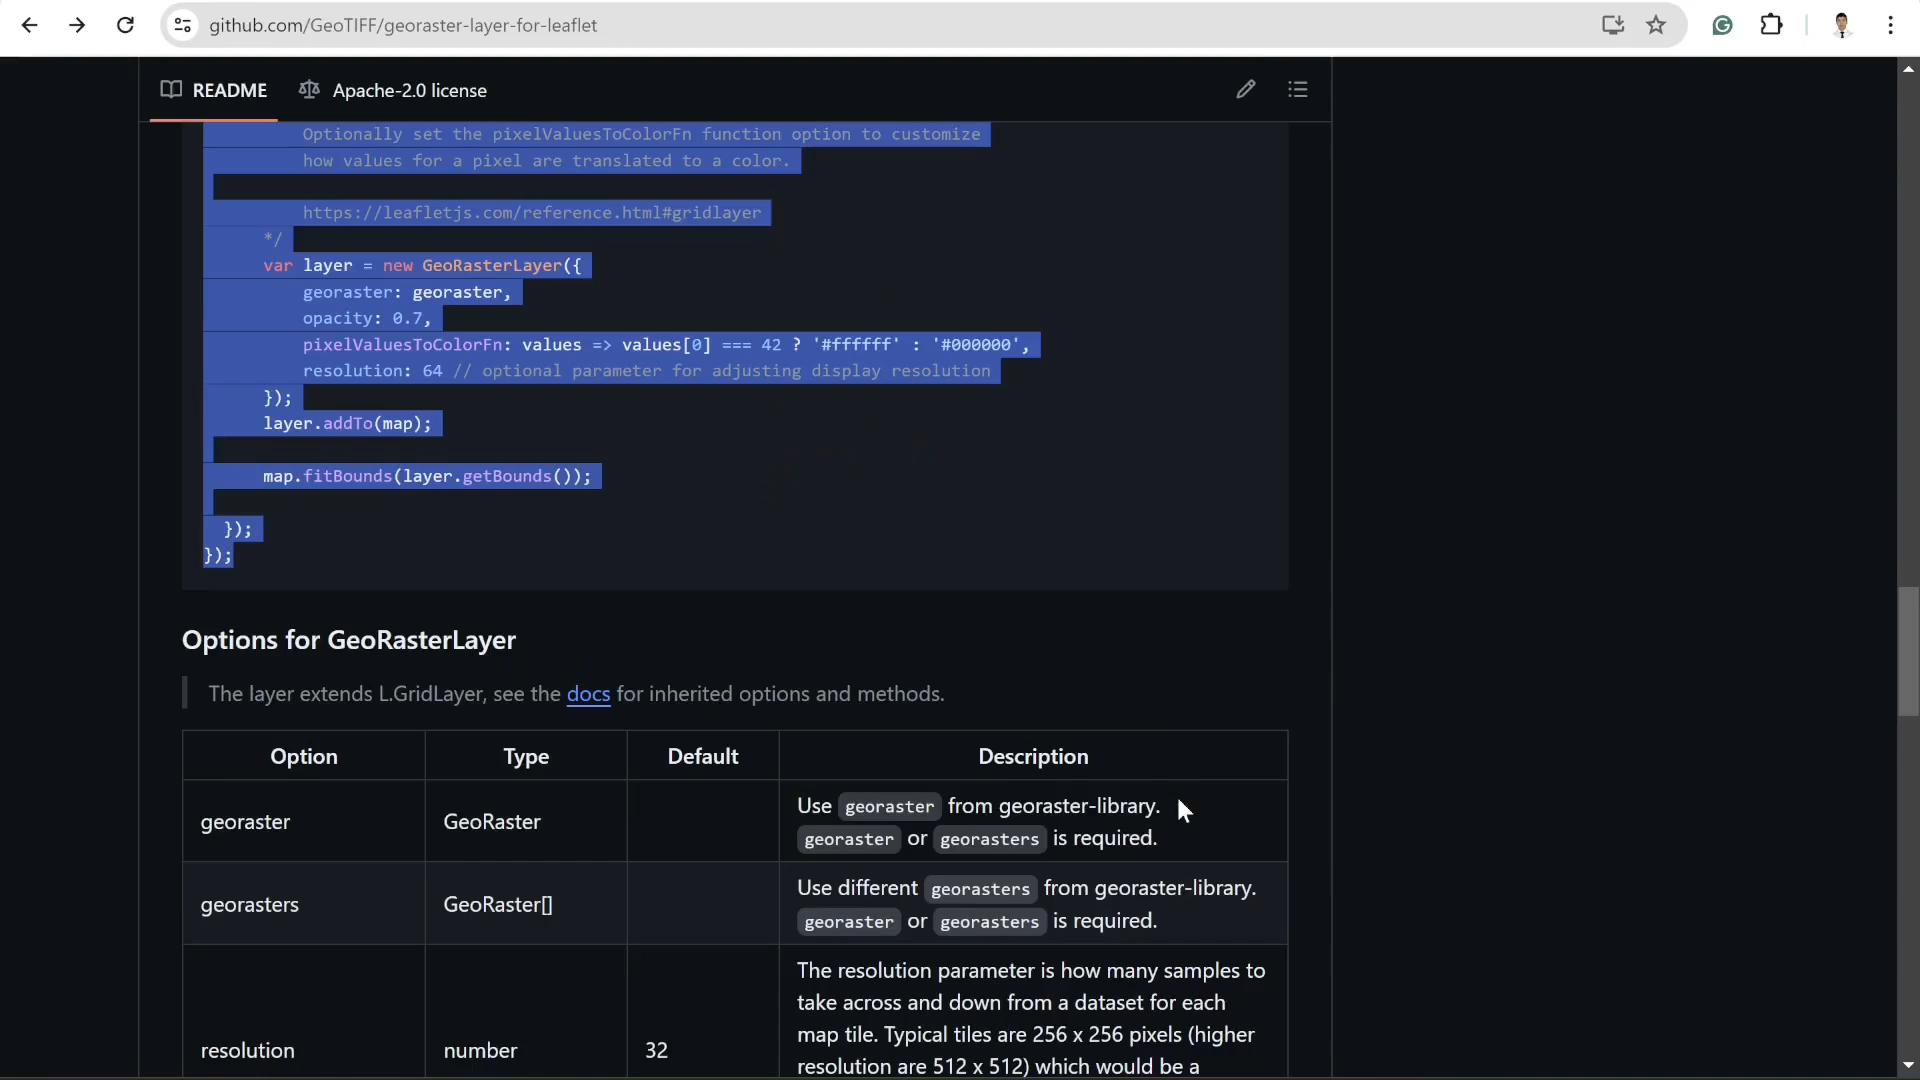 github.com/GeoTIFF/georaster-layer-for-leaflet
README
Apache-2.0 license
Optionally set the pixelValuesToColorFn function option to customize
how values for a pixel are translated to a color.
https://leafletjs.com/reference.html#gridlayer
*/
var layer = new GeoRasterLayer({
georaster: georaster,
opacity: 0.7,
pixelValuesToColorFn: values => values[0] === 42 ? '#ffffff' : '#000000',
resolution: 64 // optional parameter for adjusting display resolution
});
layer.addTo(map);
map.fitBounds(layer.getBounds());
});
});
Options for GeoRasterLayer
The layer extends L.GridLayer, see the docs for inherited options and methods.
Option Type Default Description
georaster GeoRaster Use georaster from georaster-library.
georaster or georasters is required.
georasters GeoRaster[] Use different georasters from georaster-library.
georaster or georasters is required.
The resolution parameter is how many samples to
take across and down from a dataset for each
map tile. Typical tiles are 256 x 256 pixels (higher
resolution number 32
resolution are 512 x 512) which would be a